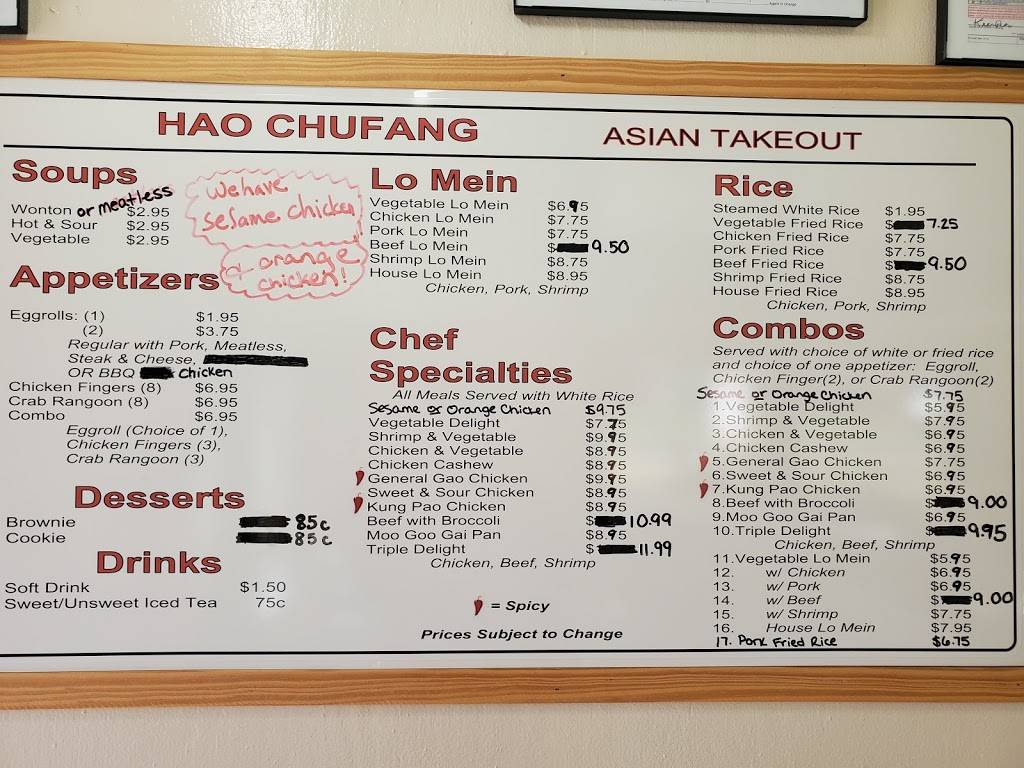 HAO CHUFANG
ASIAN TAKEOUT
Soups
Wonton or meatless $2.95
Hot & Sour $2.95
Vegetable $2.95
We have
sesame chicken
+ orange
chicken!
Appetizers
Eggrolls: (1) $1.95
(2) $3.75
Regular with Pork, Meatless,
Steak & Cheese,
OR BBQ Chicken
Chicken Fingers (8) $6.95
Crab Rangoon (8) $6.95
Combo $6.95
Eggroll (Choice of 1),
Chicken Fingers (3),
Crab Rangoon (3)
Desserts
Brownie 85c
Cookie 85c
Drinks
Soft Drink $1.50
Sweet/Unsweet Iced Tea 75c
Lo Mein
Vegetable Lo Mein $6.95
Chicken Lo Mein $7.75
Pork Lo Mein $7.75
Beef Lo Mein $ 9.50
Shrimp Lo Mein $8.75
House Lo Mein $8.95
Chicken, Pork, Shrimp
Chef
Specialties
All Meals Served with White Rice
Sesame or Orange Chicken $9.75
Vegetable Delight $7.75
Shrimp & Vegetable $9.95
Chicken & Vegetable $8.95
Chicken Cashew $8.95
General Gao Chicken $9.95
Sweet & Sour Chicken $8.95
Kung Pao Chicken $8.95
Beef with Broccoli $ 10.99
Moo Goo Gai Pan $8.95
Triple Delight $ 11.99
Chicken, Beef, Shrimp
= Spicy
Prices Subject to Change
Rice
Steamed White Rice $1.95
Vegetable Fried Rice $ 7.25
Chicken Fried Rice $7.75
Pork Fried Rice $7.75
Beef Fried Rice $ 9.50
Shrimp Fried Rice $8.75
House Fried Rice $8.95
Chicken, Pork, Shrimp
Combos
Served with choice of white or fried rice
and choice of one appetizer: Eggroll,
Chicken Finger(2), or Crab Rangoon(2)
Sesame or Orange Chicken $7.75
1.Vegetable Delight $5.95
2.Shrimp & Vegetable $7.95
3.Chicken & Vegetable $6.95
4.Chicken Cashew $6.95
5.General Gao Chicken $7.75
6.Sweet & Sour Chicken $6.95
7.Kung Pao Chicken $6.95
8.Beef with Broccoli $ 9.00
9.Moo Goo Gai Pan $6.95
10.Triple Delight $ 9.95
Chicken, Beef, Shrimp
11.Vegetable Lo Mein $5.95
12. w/ Chicken $6.95
13. w/ Pork $6.95
14. w/ Beef $ 9.00
15. w/ Shrimp $7.75
16. House Lo Mein $7.95
17. Pork Fried Rice $6.75